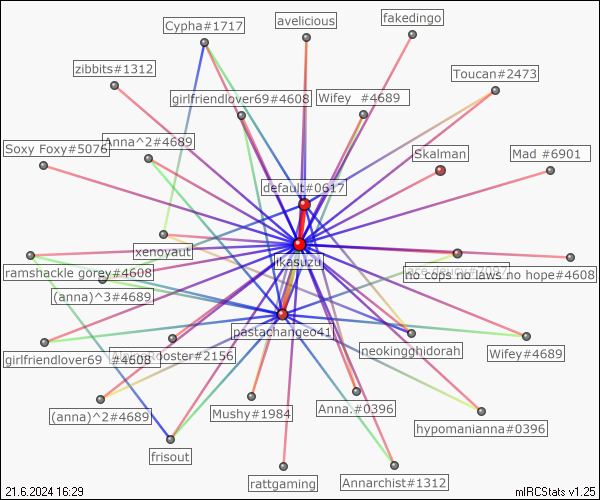 avelicious
fakedingo
Cypha#1717
zibbits#1312
Toucan#2473
girlfriendlover69#4608
Wifey #4689
Anna^2#4689
Soxy Foxy#5076
Skalman
Mad #6901
default#0617
xenoyaut
likasuzu
ramshackle gorey#4608
no cops no laws no hope#4608
(anna)^3#4689
pastachangeo41
girlfriendlover69 #4608
neokingghidorah
Wifey#4689
(anna)^2#4689
Mushy#1984
Anna.#0396
hypomanianna#0396
frisout
rattgaming
Annarchist#1312
21.6.2024 16:29
mIRCStats v1.25